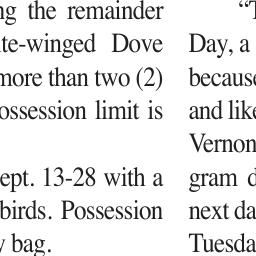 ng the remainder
te-winged Dove
more than two (2)
ossession limit is
ept. 13-28 with a
birds. Possession
y bag.
"T
Day, a
because
and like
Vernon
gram d
next da
Tuesda